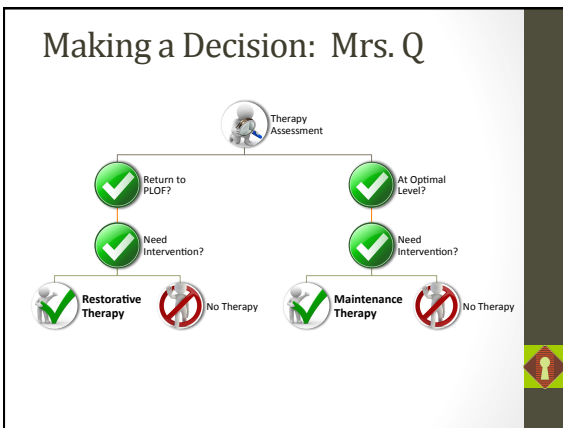 Making a Decision: Mrs. Q
Therapy
Assessment
Return to
PLOF?
At Optimal
Level?
Need
Intervention?
Need
Intervention?
Restorative
Therapy
No Therapy
Maintenance
Therapy
No Therapy